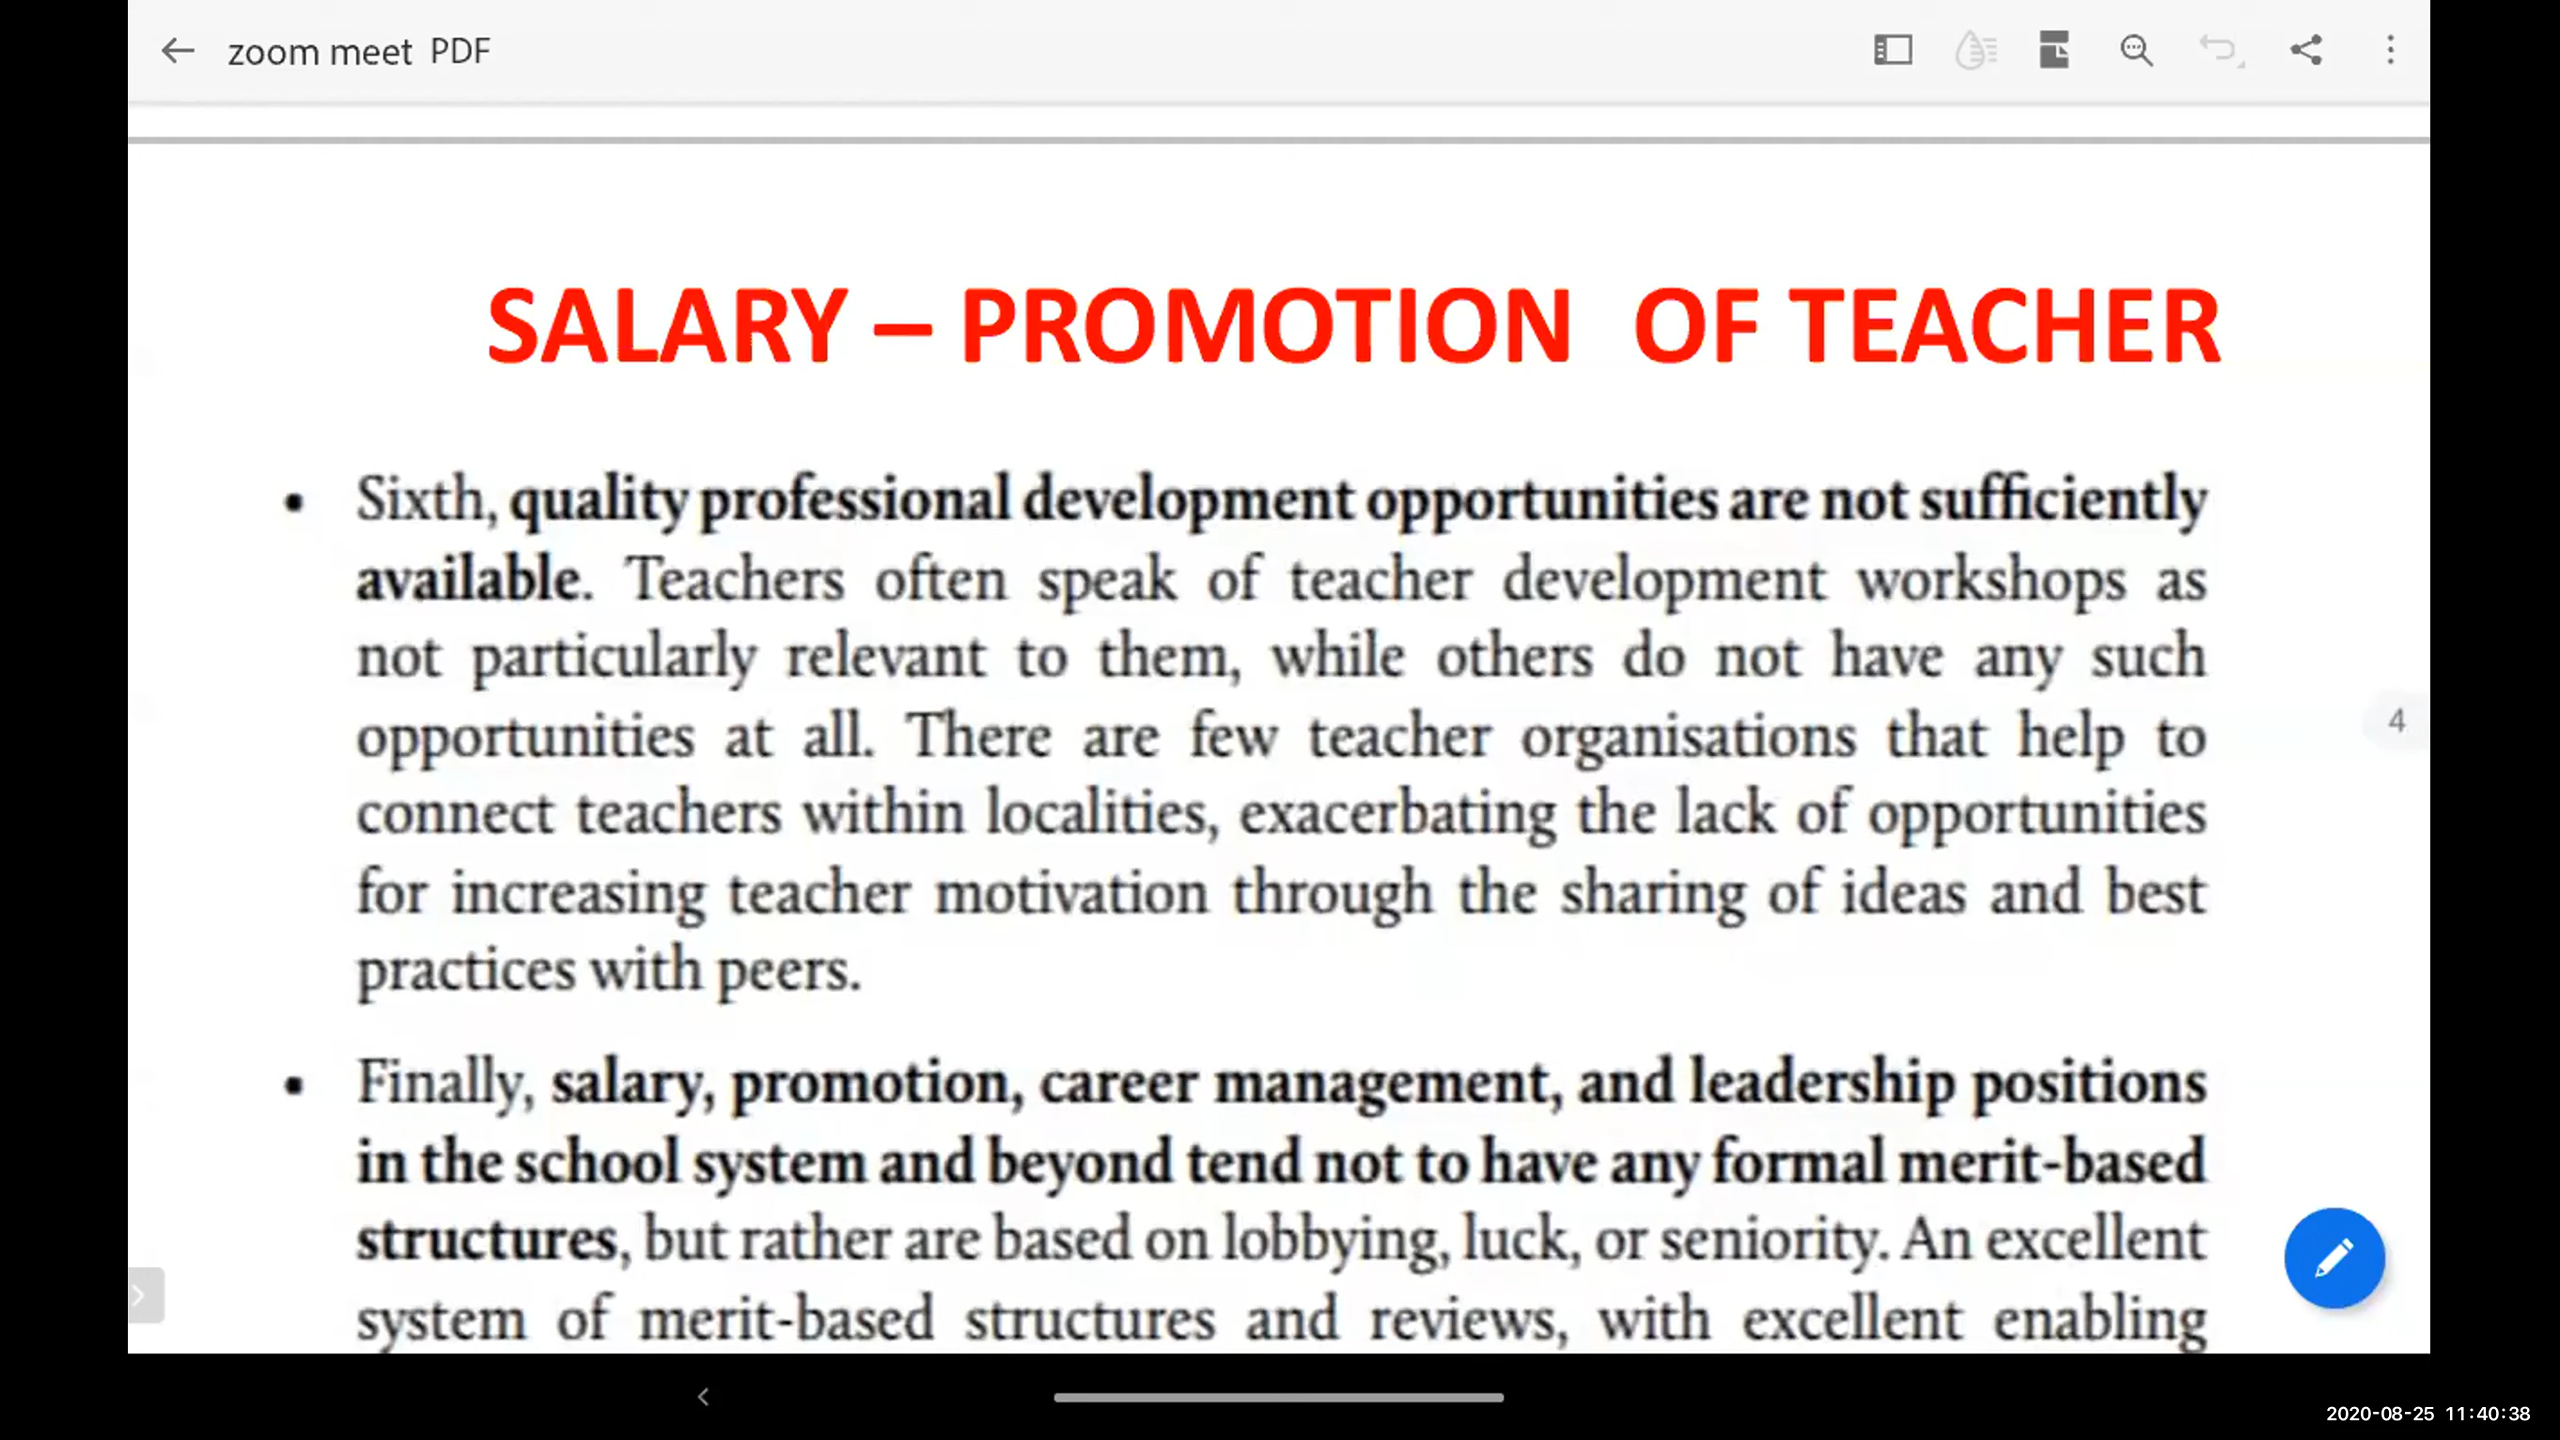 zoom meet PDF
SALARY – PROMOTION OF TEACHER
• Sixth, quality professional development opportunities are not sufficiently
available. Teachers often speak of teacher development workshops as
not particularly relevant to them, while others do not have any such
opportunities at all. There are few teacher organisations that help to
4
connect teachers within localities, exacerbating the lack of opportunities
for increasing teacher motivation through the sharing of ideas and best
practices with peers.
• Finally, salary, promotion, career management, and leadership positions
in the school system and beyond tend not to have any formal merit-based
structures, but rather are based on lobbying, luck, or seniority. An excellent
system of merit-based structures and reviews, with excellent enabling
2020-08-25 11:40:38